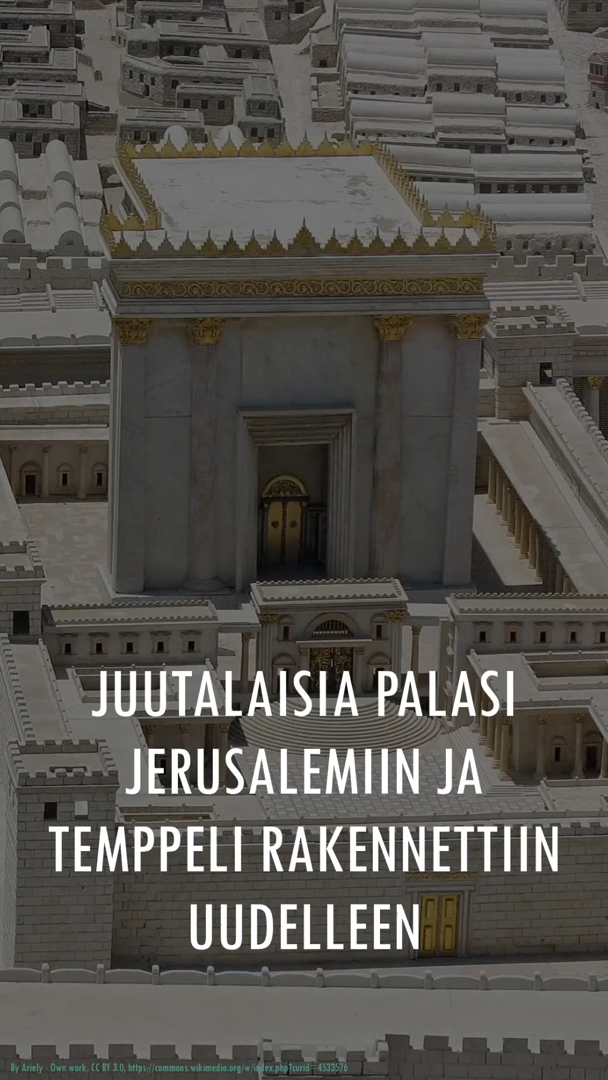 JUUTALAISIA PALASI
JERUSALEMIIN JA
TEMPPELI RAKENNETTIIN
UUDELLEEN
By Ariely - Own work, CC BY 3.0, https://commons.wikimedia.org/w/index.php?curid=4533576